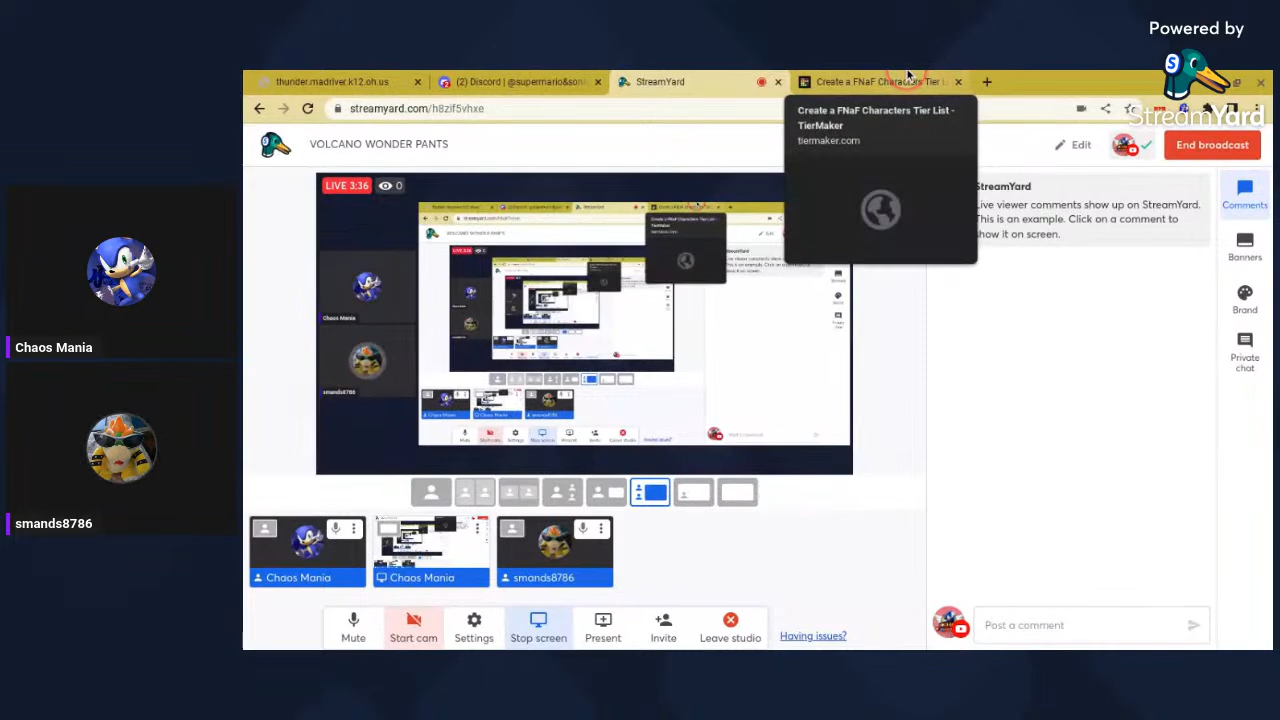 Powered by
StreamYard
thunder.madriver.k12.oh.us
(2) Discord | @supermario&son
StreamYard
Create a FNaF Characters Tier L
streamyard.com/h8zif5vhxe
Create a FNaF Characters Tier List -
TierMaker
tiermaker.com
VOLCANO WONDER PANTS
Edit
End broadcast
LIVE 3:36
0
StreamYard
Live viewer comments show up on StreamYard.
This is an example. Click on a comment to
show it on screen.
Comments
Banners
Brand
Private
chat
Chaos Mania
smands8786
Chaos Mania
smands8786
Chaos Mania
Chaos Mania
smands8786
Mute
Start cam
Settings
Stop screen
Present
Invite
Leave studio
Having issues?
Post a comment